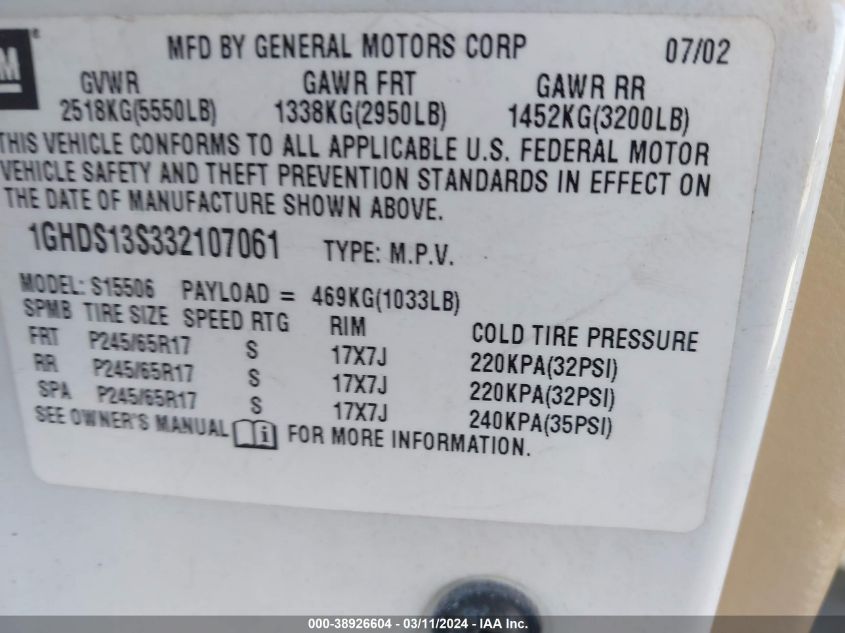 M ®
MFD BY GENERAL MOTORS CORP 07/02
GVWR GAWR FRT GAWR RR
2518KG(5550LB) 1338KG(2950LB) 1452KG(3200LB)
THIS VEHICLE CONFORMS TO ALL APPLICABLE U.S. FEDERAL MOTOR
VEHICLE SAFETY AND THEFT PREVENTION STANDARDS IN EFFECT ON
THE DATE OF MANUFACTURE SHOWN ABOVE.
1GHDS13S332107061 TYPE: M.P.V.
MODEL: S15506 PAYLOAD = 469KG(1033LB)
SPMB TIRE SIZE SPEED RTG RIM COLD TIRE PRESSURE
FRT P245/65R17 S 17X7J 220KPA(32PSI)
RR P245/65R17 S 17X7J 220KPA(32PSI)
SPA P245/65R17 S 17X7J 240KPA(35PSI)
SEE OWNER'S MANUAL i FOR MORE INFORMATION.
000-38926604 - 03/11/2024 - IAA Inc.